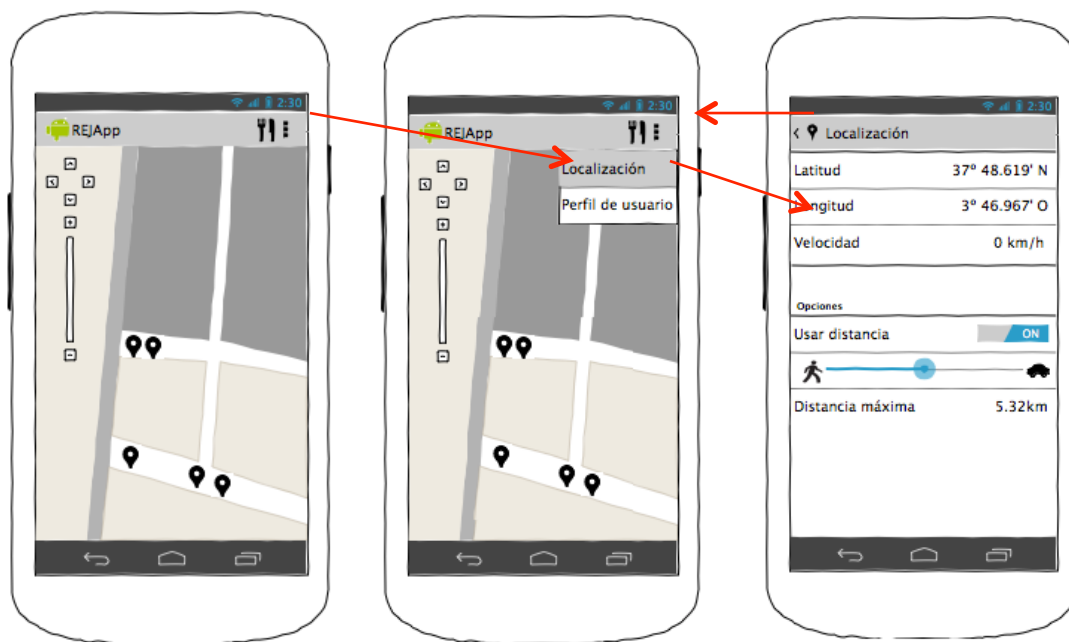 2:30
REJApp
2:30
REJApp
Localización
Perfil de usuario
2:30
Localización
Latitud 37º 48.619' N
Longitud 3º 46.967' O
Velocidad 0 km/h
Opciones
Usar distancia ON
Distancia máxima 5.32km